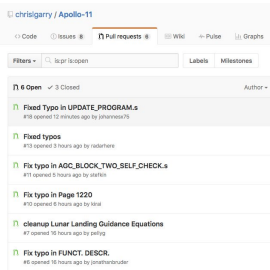 chrislgarry / Apollo-11
Code Issues 8 Pull requests 6 Wiki Pulse Graphs
Filters is:pr is:open Labels Milestones
6 Open 3 Closed Author
Fixed Typo in UPDATE_PROGRAM.s
#18 opened 12 minutes ago by johanness75
Fixed typos
#13 opened 3 hours ago by radarhere
Fix typo in AGC_BLOCK_TWO_SELF_CHECK.s
#11 opened 5 hours ago by stefkin
Fix typo in Page 1220
#10 opened 6 hours ago by kiral
cleanup Lunar Landing Guidance Equations
#7 opened 16 hours ago by pellyg
Fix typo in FUNCT. DESCR.
#6 opened 16 hours ago by jonathanbruder